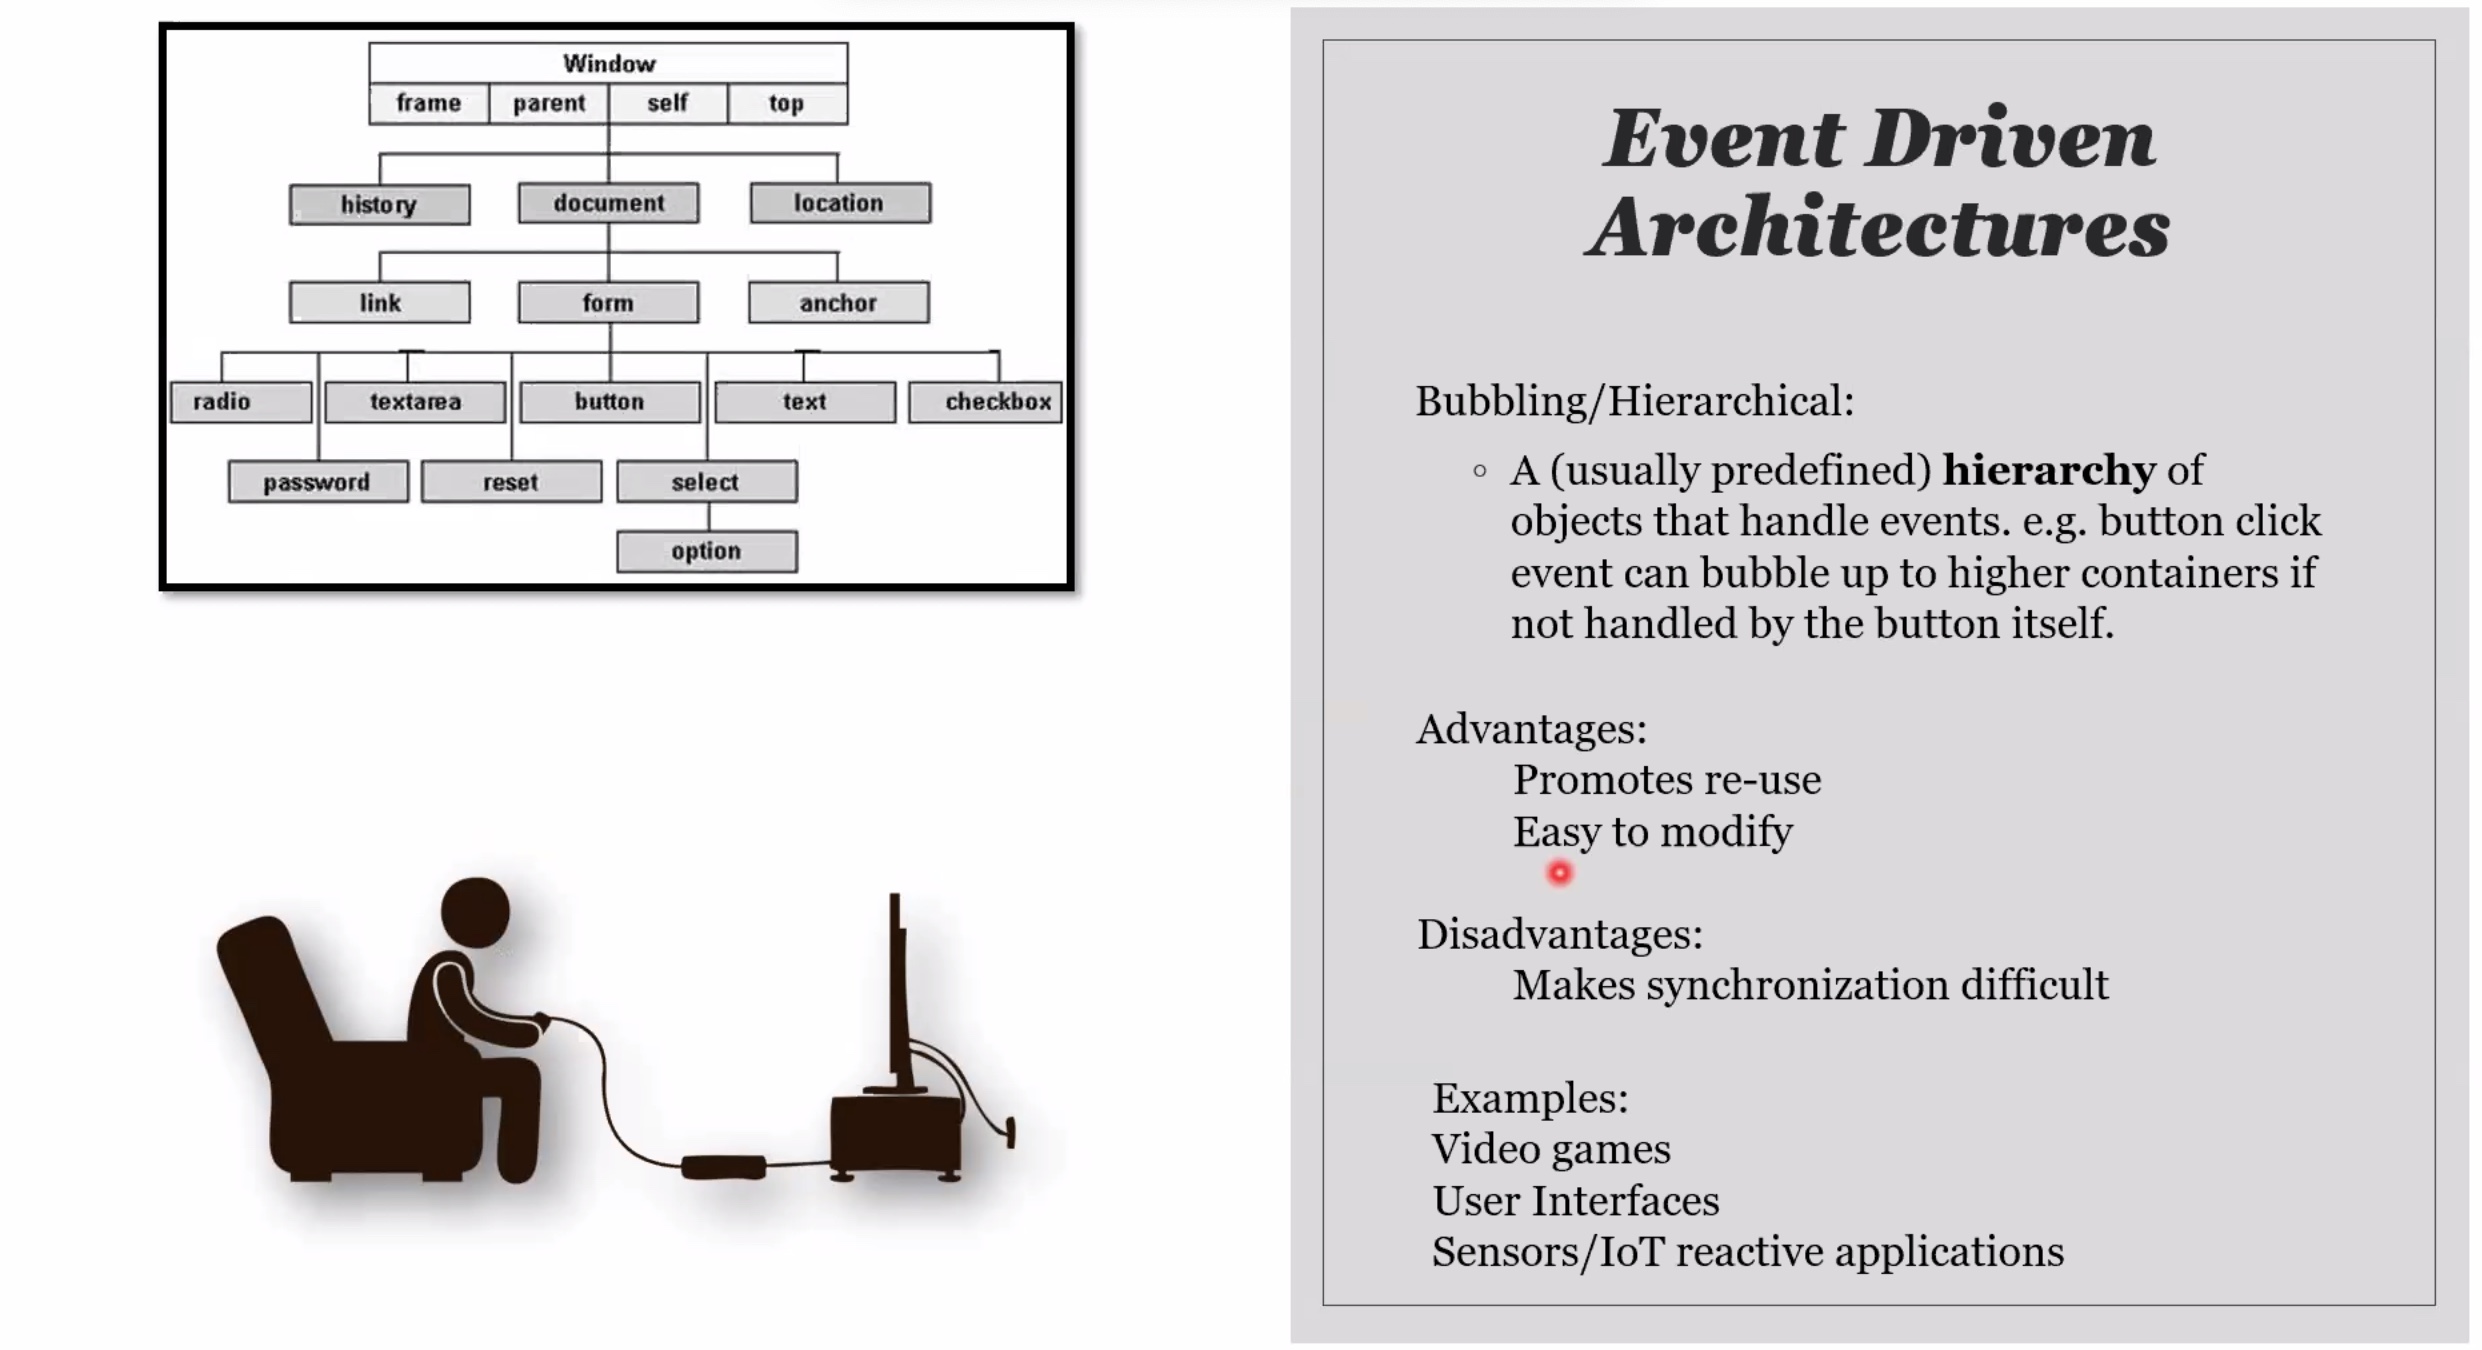 Window
frame parent self top
history document location
link form anchor
radio textarea button text checkbox
password reset select
option
Event Driven
Architectures
Bubbling/Hierarchical:
◦ A (usually predefined) hierarchy of
objects that handle events. e.g. button click
event can bubble up to higher containers if
not handled by the button itself.
Advantages:
Promotes re-use
Easy to modify
Disadvantages:
Makes synchronization difficult
Examples:
Video games
User Interfaces
Sensors/IoT reactive applications